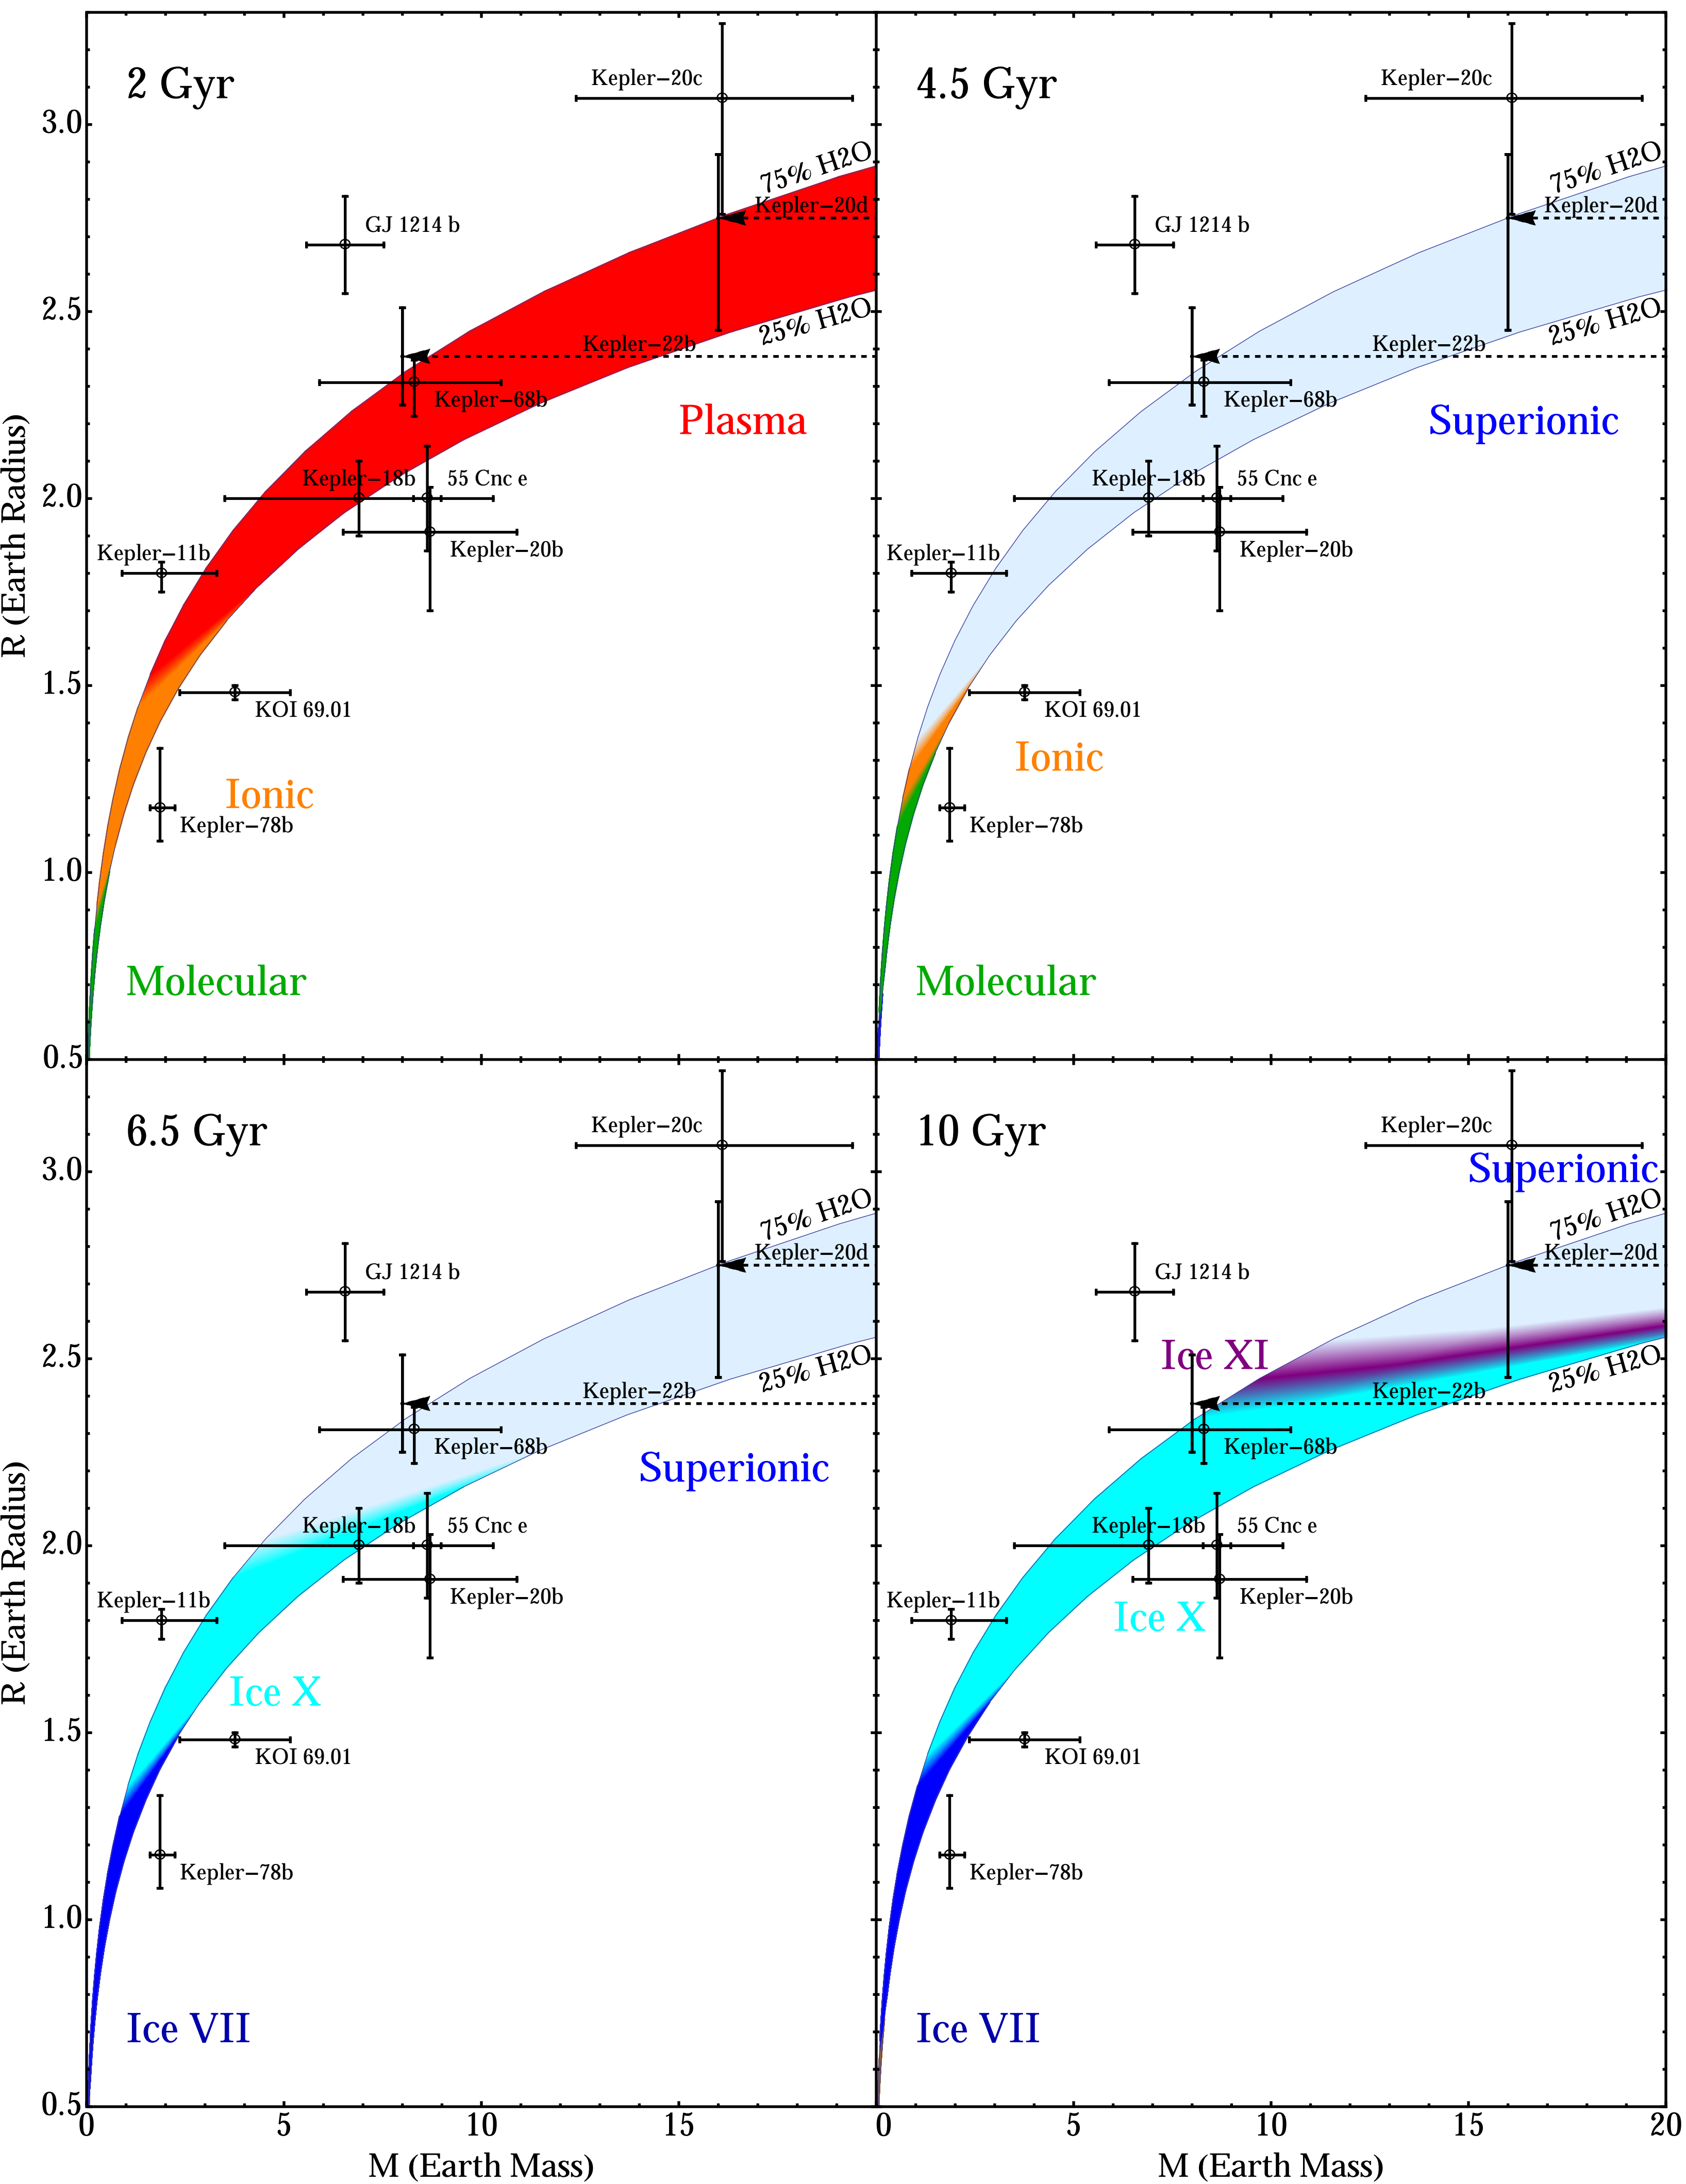 2 Gyr
Kepler−20c
3.0
75% H2O
Kepler−20d
GJ 1214 b
2.5
25% H2O
Kepler−22b
Kepler−68b
Plasma
R (Earth Radius)
2.0
Kepler−18b
55 Cnc e
Kepler−20b
Kepler−11b
1.5
KOI 69.01
Ionic
Kepler−78b
1.0
Molecular
0.5
4.5 Gyr
Kepler−20c
75% H2O
Kepler−20d
GJ 1214 b
25% H2O
Kepler−22b
Kepler−68b
Superionic
Kepler−18b
55 Cnc e
Kepler−20b
Kepler−11b
KOI 69.01
Ionic
Kepler−78b
Molecular
6.5 Gyr
Kepler−20c
3.0
75% H2O
Kepler−20d
GJ 1214 b
2.5
25% H2O
Kepler−22b
Kepler−68b
Superionic
R (Earth Radius)
2.0
Kepler−18b
55 Cnc e
Kepler−20b
Kepler−11b
Ice X
1.5
KOI 69.01
Kepler−78b
1.0
Ice VII
0.5
0
5
10
15
M (Earth Mass)
10 Gyr
Kepler−20c
Superionic
75% H2O
Kepler−20d
GJ 1214 b
Ice XI
25% H2O
Kepler−22b
Kepler−68b
Kepler−18b
55 Cnc e
Kepler−20b
Kepler−11b
Ice X
KOI 69.01
Kepler−78b
Ice VII
0
5
10
15
20
M (Earth Mass)